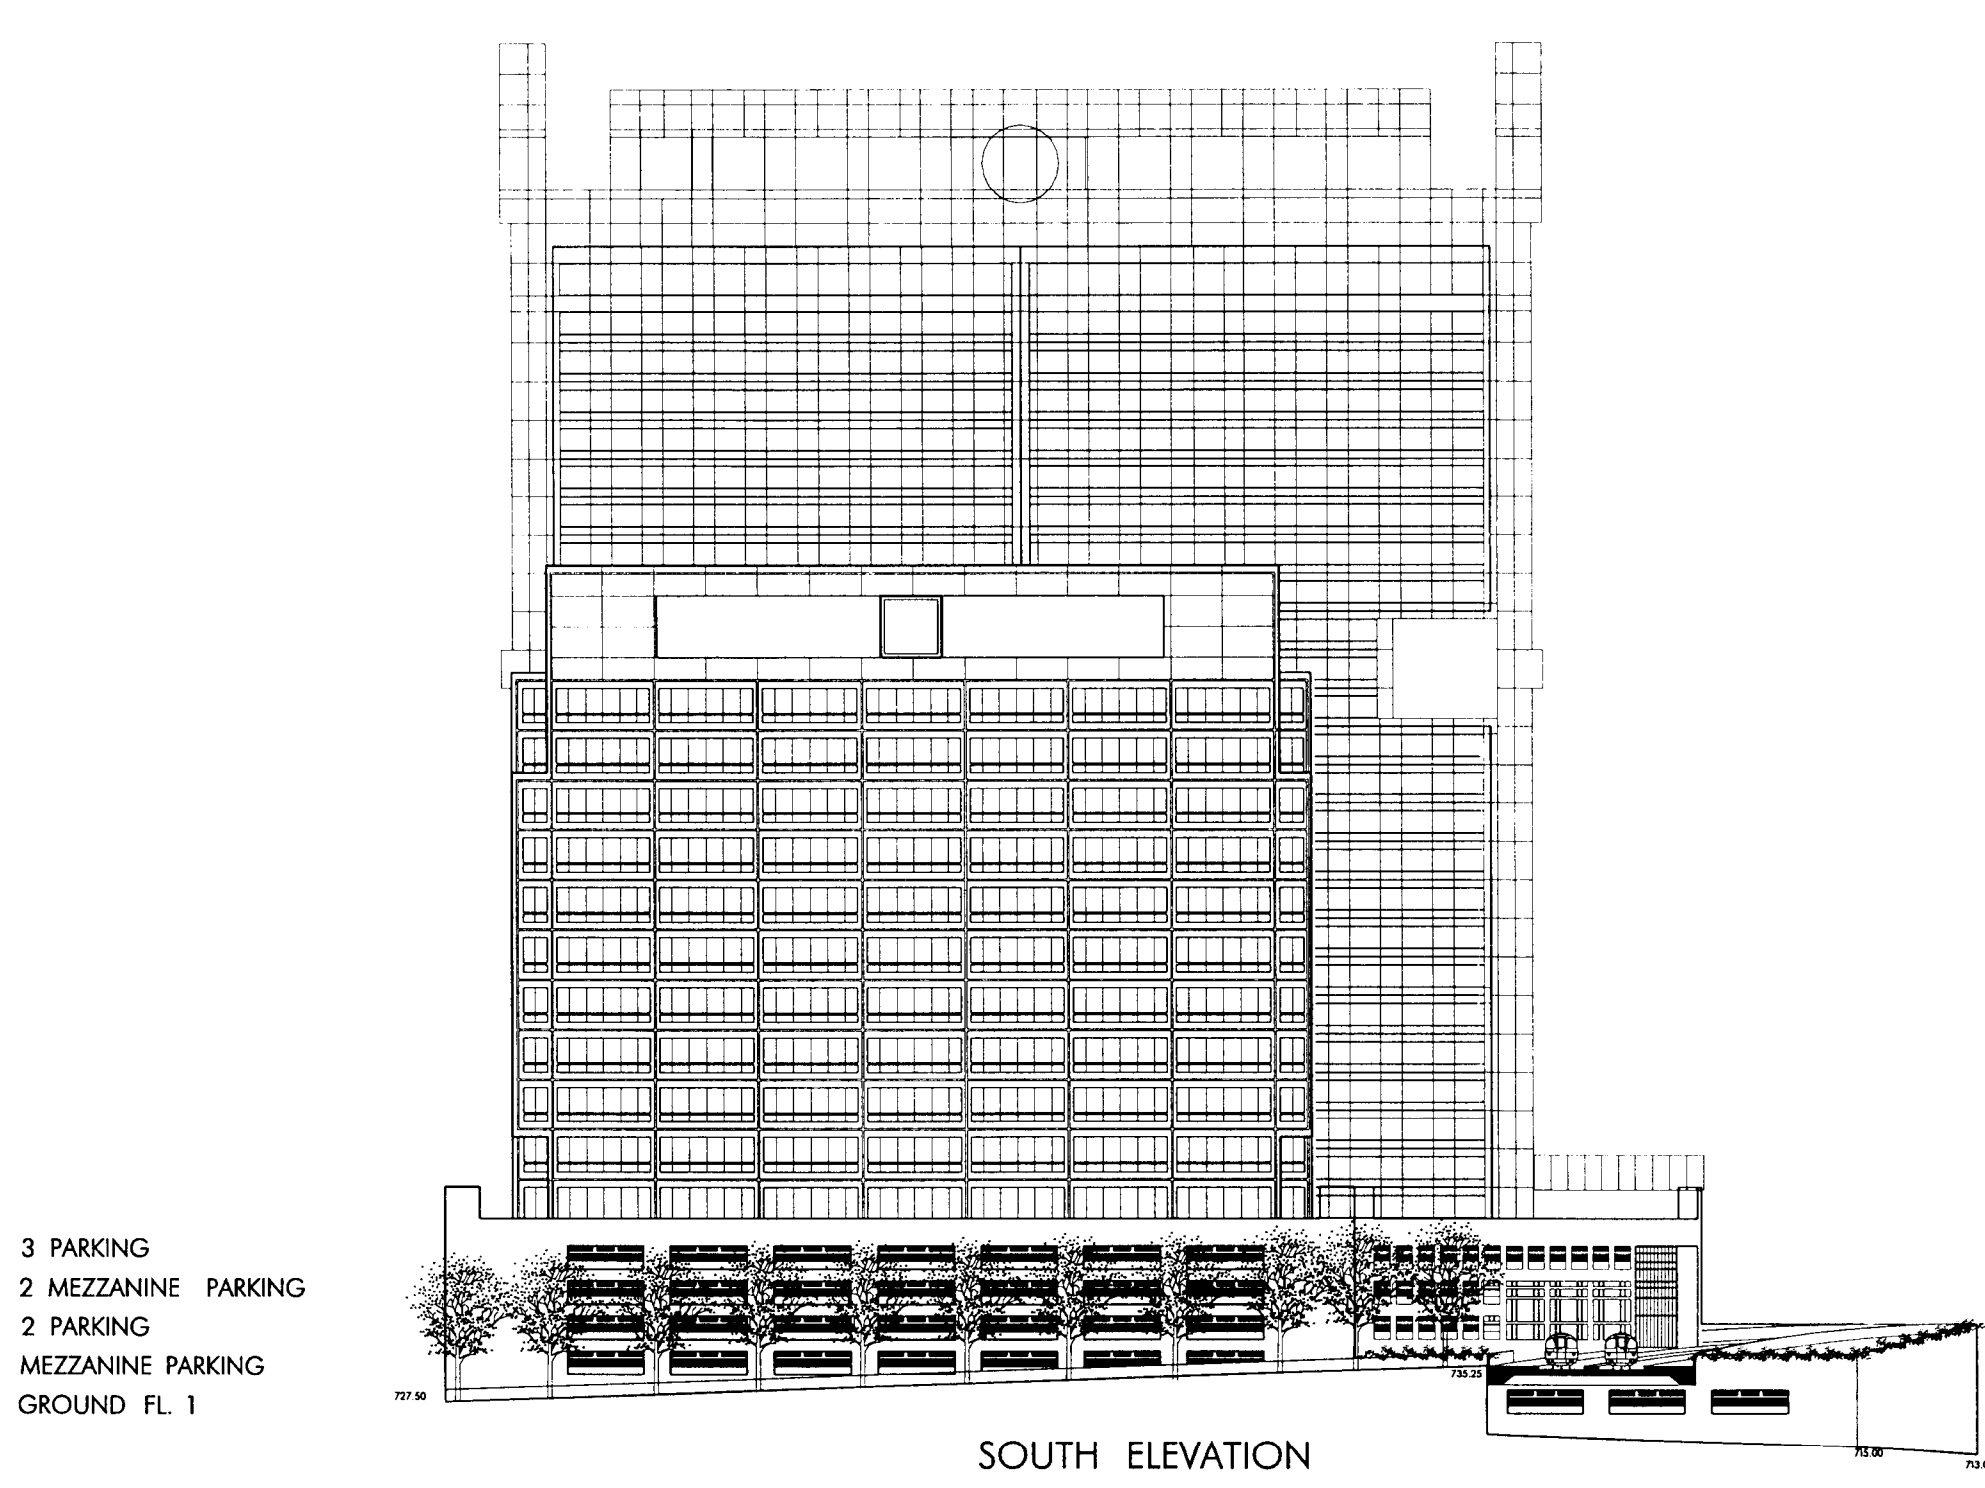 3 PARKING
2 MEZZANINE PARKING
2 PARKING
MEZZANINE PARKING
GROUND FL. 1
727.50
735.25
715.00
SOUTH ELEVATION